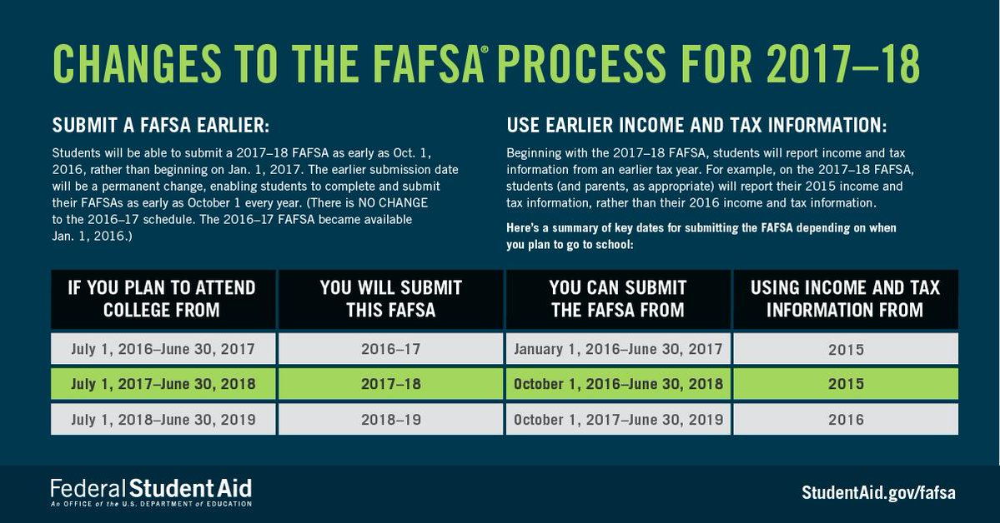 CHANGES TO THE FAFSA® PROCESS FOR 2017–18
SUBMIT A FAFSA EARLIER:
Students will be able to submit a 2017–18 FAFSA as early as Oct. 1,
2016, rather than beginning on Jan. 1, 2017. The earlier submission date
will be a permanent change, enabling students to complete and submit
their FAFSAs as early as October 1 every year. (There is NO CHANGE
to the 2016–17 schedule. The 2016–17 FAFSA became available
Jan. 1, 2016.)
USE EARLIER INCOME AND TAX INFORMATION:
Beginning with the 2017–18 FAFSA, students will report income and tax
information from an earlier tax year. For example, on the 2017–18 FAFSA,
students (and parents, as appropriate) will report their 2015 income and
tax information, rather than their 2016 income and tax information.
Here's a summary of key dates for submitting the FAFSA depending on when
you plan to go to school:
IF YOU PLAN TO ATTEND
COLLEGE FROM
YOU WILL SUBMIT
THIS FAFSA
YOU CAN SUBMIT
THE FAFSA FROM
USING INCOME AND TAX
INFORMATION FROM
July 1, 2016–June 30, 2017 2016–17 January 1, 2016–June 30, 2017 2015
July 1, 2017–June 30, 2018 2017–18 October 1, 2016–June 30, 2018 2015
July 1, 2018–June 30, 2019 2018–19 October 1, 2017–June 30, 2019 2016
Federal Student Aid
An OFFICE of the U.S. DEPARTMENT of EDUCATION
StudentAid.gov/fafsa